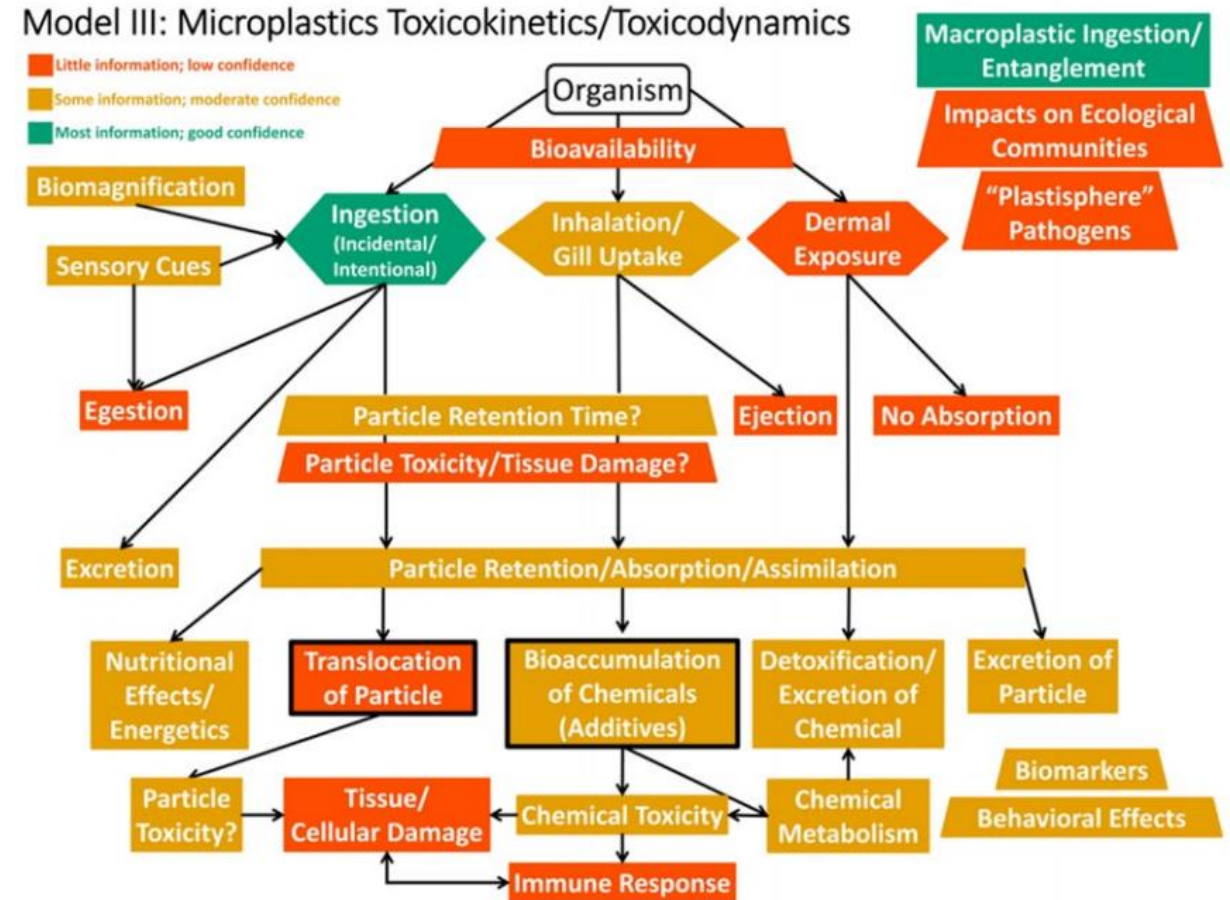 Model III: Microplastics Toxicokinetics/Toxicodynamics
Little information; low confidence
Some information; moderate confidence
Most information; good confidence
Macroplastic Ingestion/
Entanglement
Impacts on Ecological
Communities
“Plastisphere”
Pathogens
Organism
Bioavailability
Biomagnification
Sensory Cues
Ingestion
(Incidental/
Intentional)
Inhalation/
Gill Uptake
Dermal
Exposure
Egestion
Particle Retention Time?
Ejection
No Absorption
Particle Toxicity/Tissue Damage?
Excretion
Particle Retention/Absorption/Assimilation
Nutritional
Effects/
Energetics
Translocation
of Particle
Bioaccumulation
of Chemicals
(Additives)
Detoxification/
Excretion of
Chemical
Excretion of
Particle
Particle
Toxicity?
Tissue/
Cellular Damage
Chemical Toxicity
Chemical
Metabolism
Biomarkers
Behavioral Effects
Immune Response